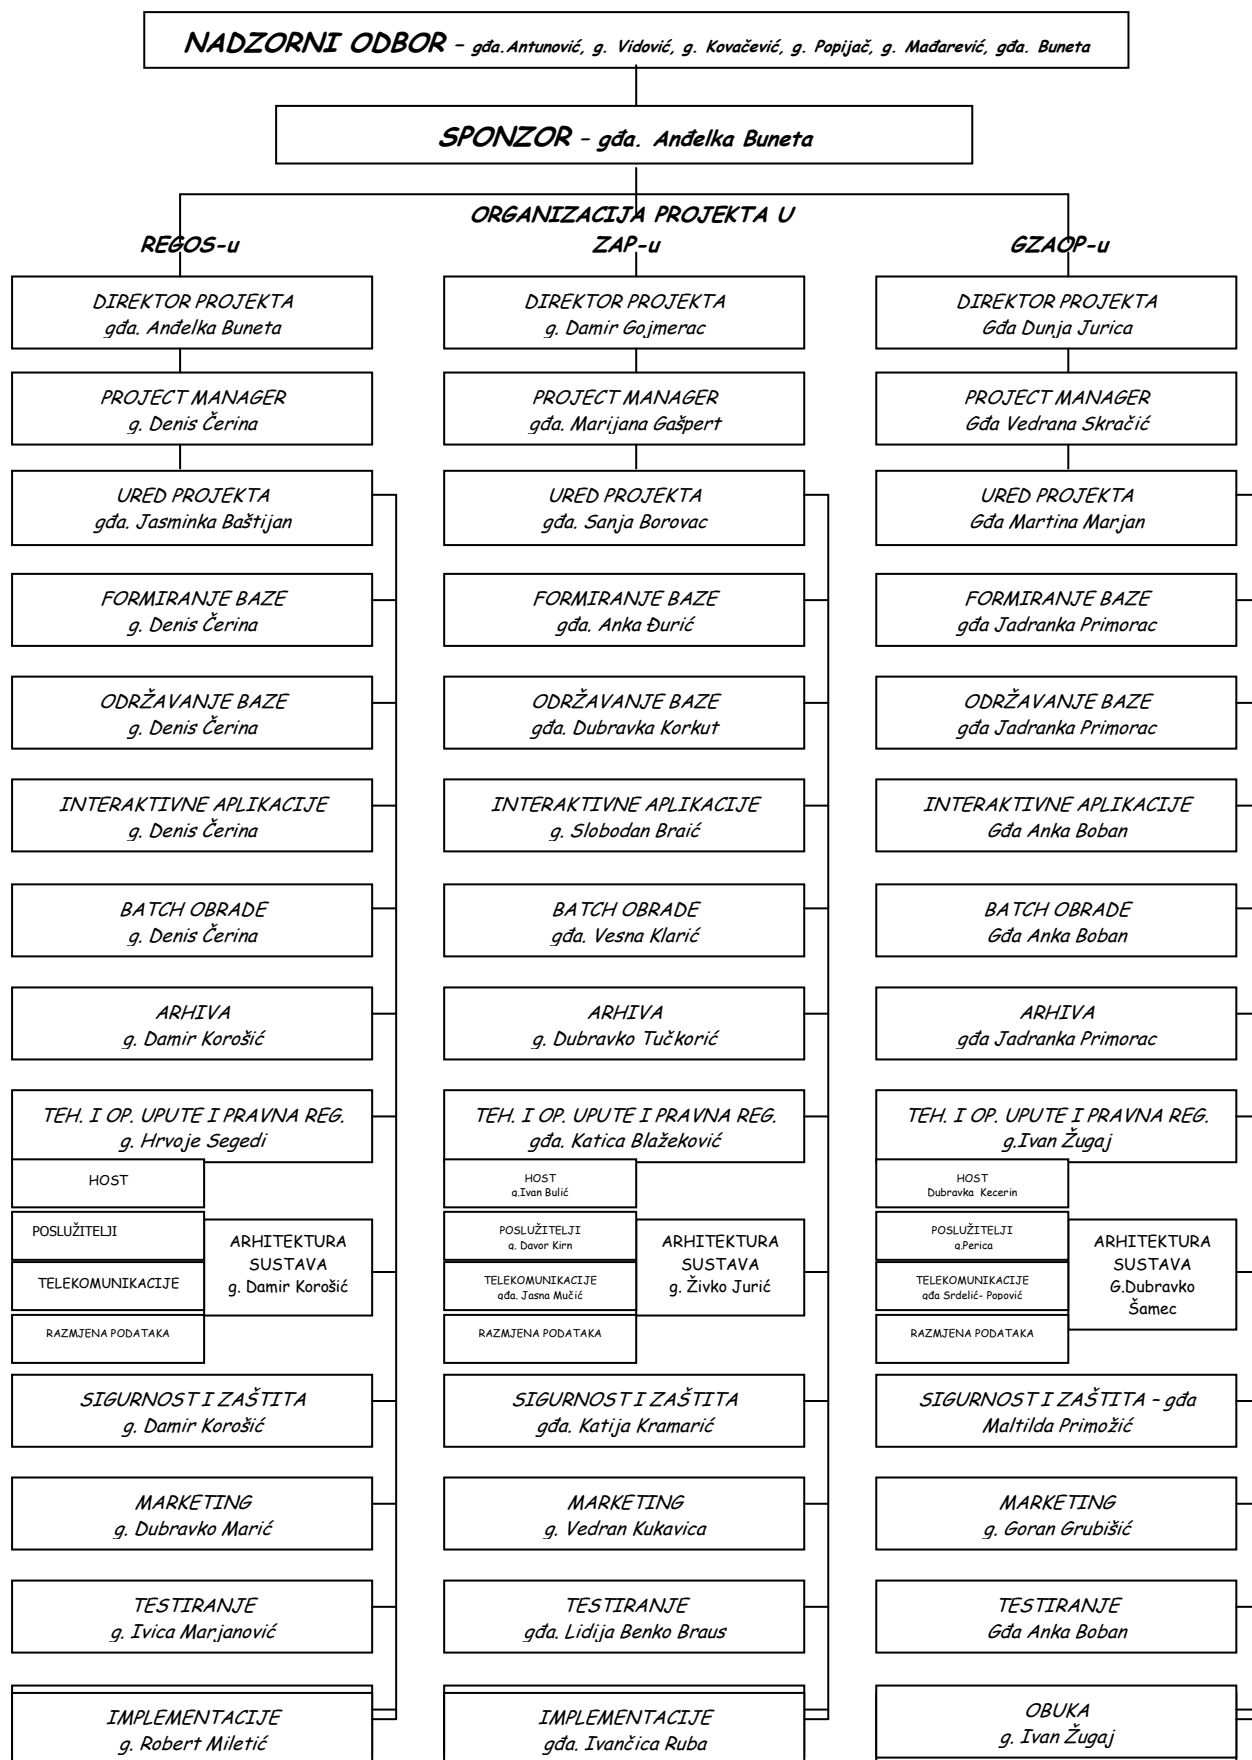 NADZORNI ODBOR – gđa.Antunović, g. Vidović, g. Kovačević, g. Popijač, g. Mađarević, gđa. Buneta
SPONZOR – gđa. Anđelka Buneta
ORGANIZACIJA PROJEKTA U
REGOS-u
ZAP-u
GZAOP-u
DIREKTOR PROJEKTA
gđa. Anđelka Buneta
DIREKTOR PROJEKTA
g. Damir Gojmerac
DIREKTOR PROJEKTA
Gđa Dunja Jurica
PROJECT MANAGER
g. Denis Čerina
PROJECT MANAGER
gđa. Marijana Gašpert
PROJECT MANAGER
Gđa Vedrana Skračić
URED PROJEKTA
gđa. Jasminka Baštijan
URED PROJEKTA
gđa. Sanja Borovac
URED PROJEKTA
Gđa Martina Marjan
FORMIRANJE BAZE
g. Denis Čerina
FORMIRANJE BAZE
gđa. Anka Đurić
FORMIRANJE BAZE
gđa Jadranka Primorac
ODRŽAVANJE BAZE
g. Denis Čerina
ODRŽAVANJE BAZE
gđa. Dubravka Korkut
ODRŽAVANJE BAZE
gđa Jadranka Primorac
INTERAKTIVNE APLIKACIJE
g. Denis Čerina
INTERAKTIVNE APLIKACIJE
g. Slobodan Braić
INTERAKTIVNE APLIKACIJE
Gđa Anka Boban
BATCH OBRADE
g. Denis Čerina
BATCH OBRADE
gđa. Vesna Klarić
BATCH OBRADE
Gđa Anka Boban
ARHIVA
g. Damir Korošić
ARHIVA
g. Dubravko Tučkorić
ARHIVA
gđa Jadranka Primorac
TEH. I OP. UPUTE I PRAVNA REG.
g. Hrvoje Segedi
TEH. I OP. UPUTE I PRAVNA REG.
gđa. Katica Blažeković
TEH. I OP. UPUTE I PRAVNA REG.
g.Ivan Žugaj
HOST
POSLUŽITELJI
TELEKOMUNIKACIJE
RAZMJENA PODATAKA
ARHITEKTURA
SUSTAVA
g. Damir Korošić
HOST
g.Ivan Bulić
POSLUŽITELJI
g. Davor Kirn
TELEKOMUNIKACIJE
gđa. Jasna Mučić
RAZMJENA PODATAKA
ARHITEKTURA
SUSTAVA
g. Živko Jurić
HOST
Dubravka Kecerin
POSLUŽITELJI
g.Perica
TELEKOMUNIKACIJE
gđa Srdelić- Popović
RAZMJENA PODATAKA
ARHITEKTURA
SUSTAVA
G.Dubravko
Šamec
SIGURNOST I ZAŠTITA
g. Damir Korošić
SIGURNOST I ZAŠTITA
gđa. Katija Kramarić
SIGURNOST I ZAŠTITA – gđa
Maltilda Primožić
MARKETING
g. Dubravko Marić
MARKETING
g. Vedran Kukavica
MARKETING
g. Goran Grubišić
TESTIRANJE
g. Ivica Marjanović
TESTIRANJE
gđa. Lidija Benko Braus
TESTIRANJE
Gđa Anka Boban
IMPLEMENTACIJE
g. Robert Miletić
IMPLEMENTACIJE
gđa. Ivančica Ruba
OBUKA
g. Ivan Žugaj